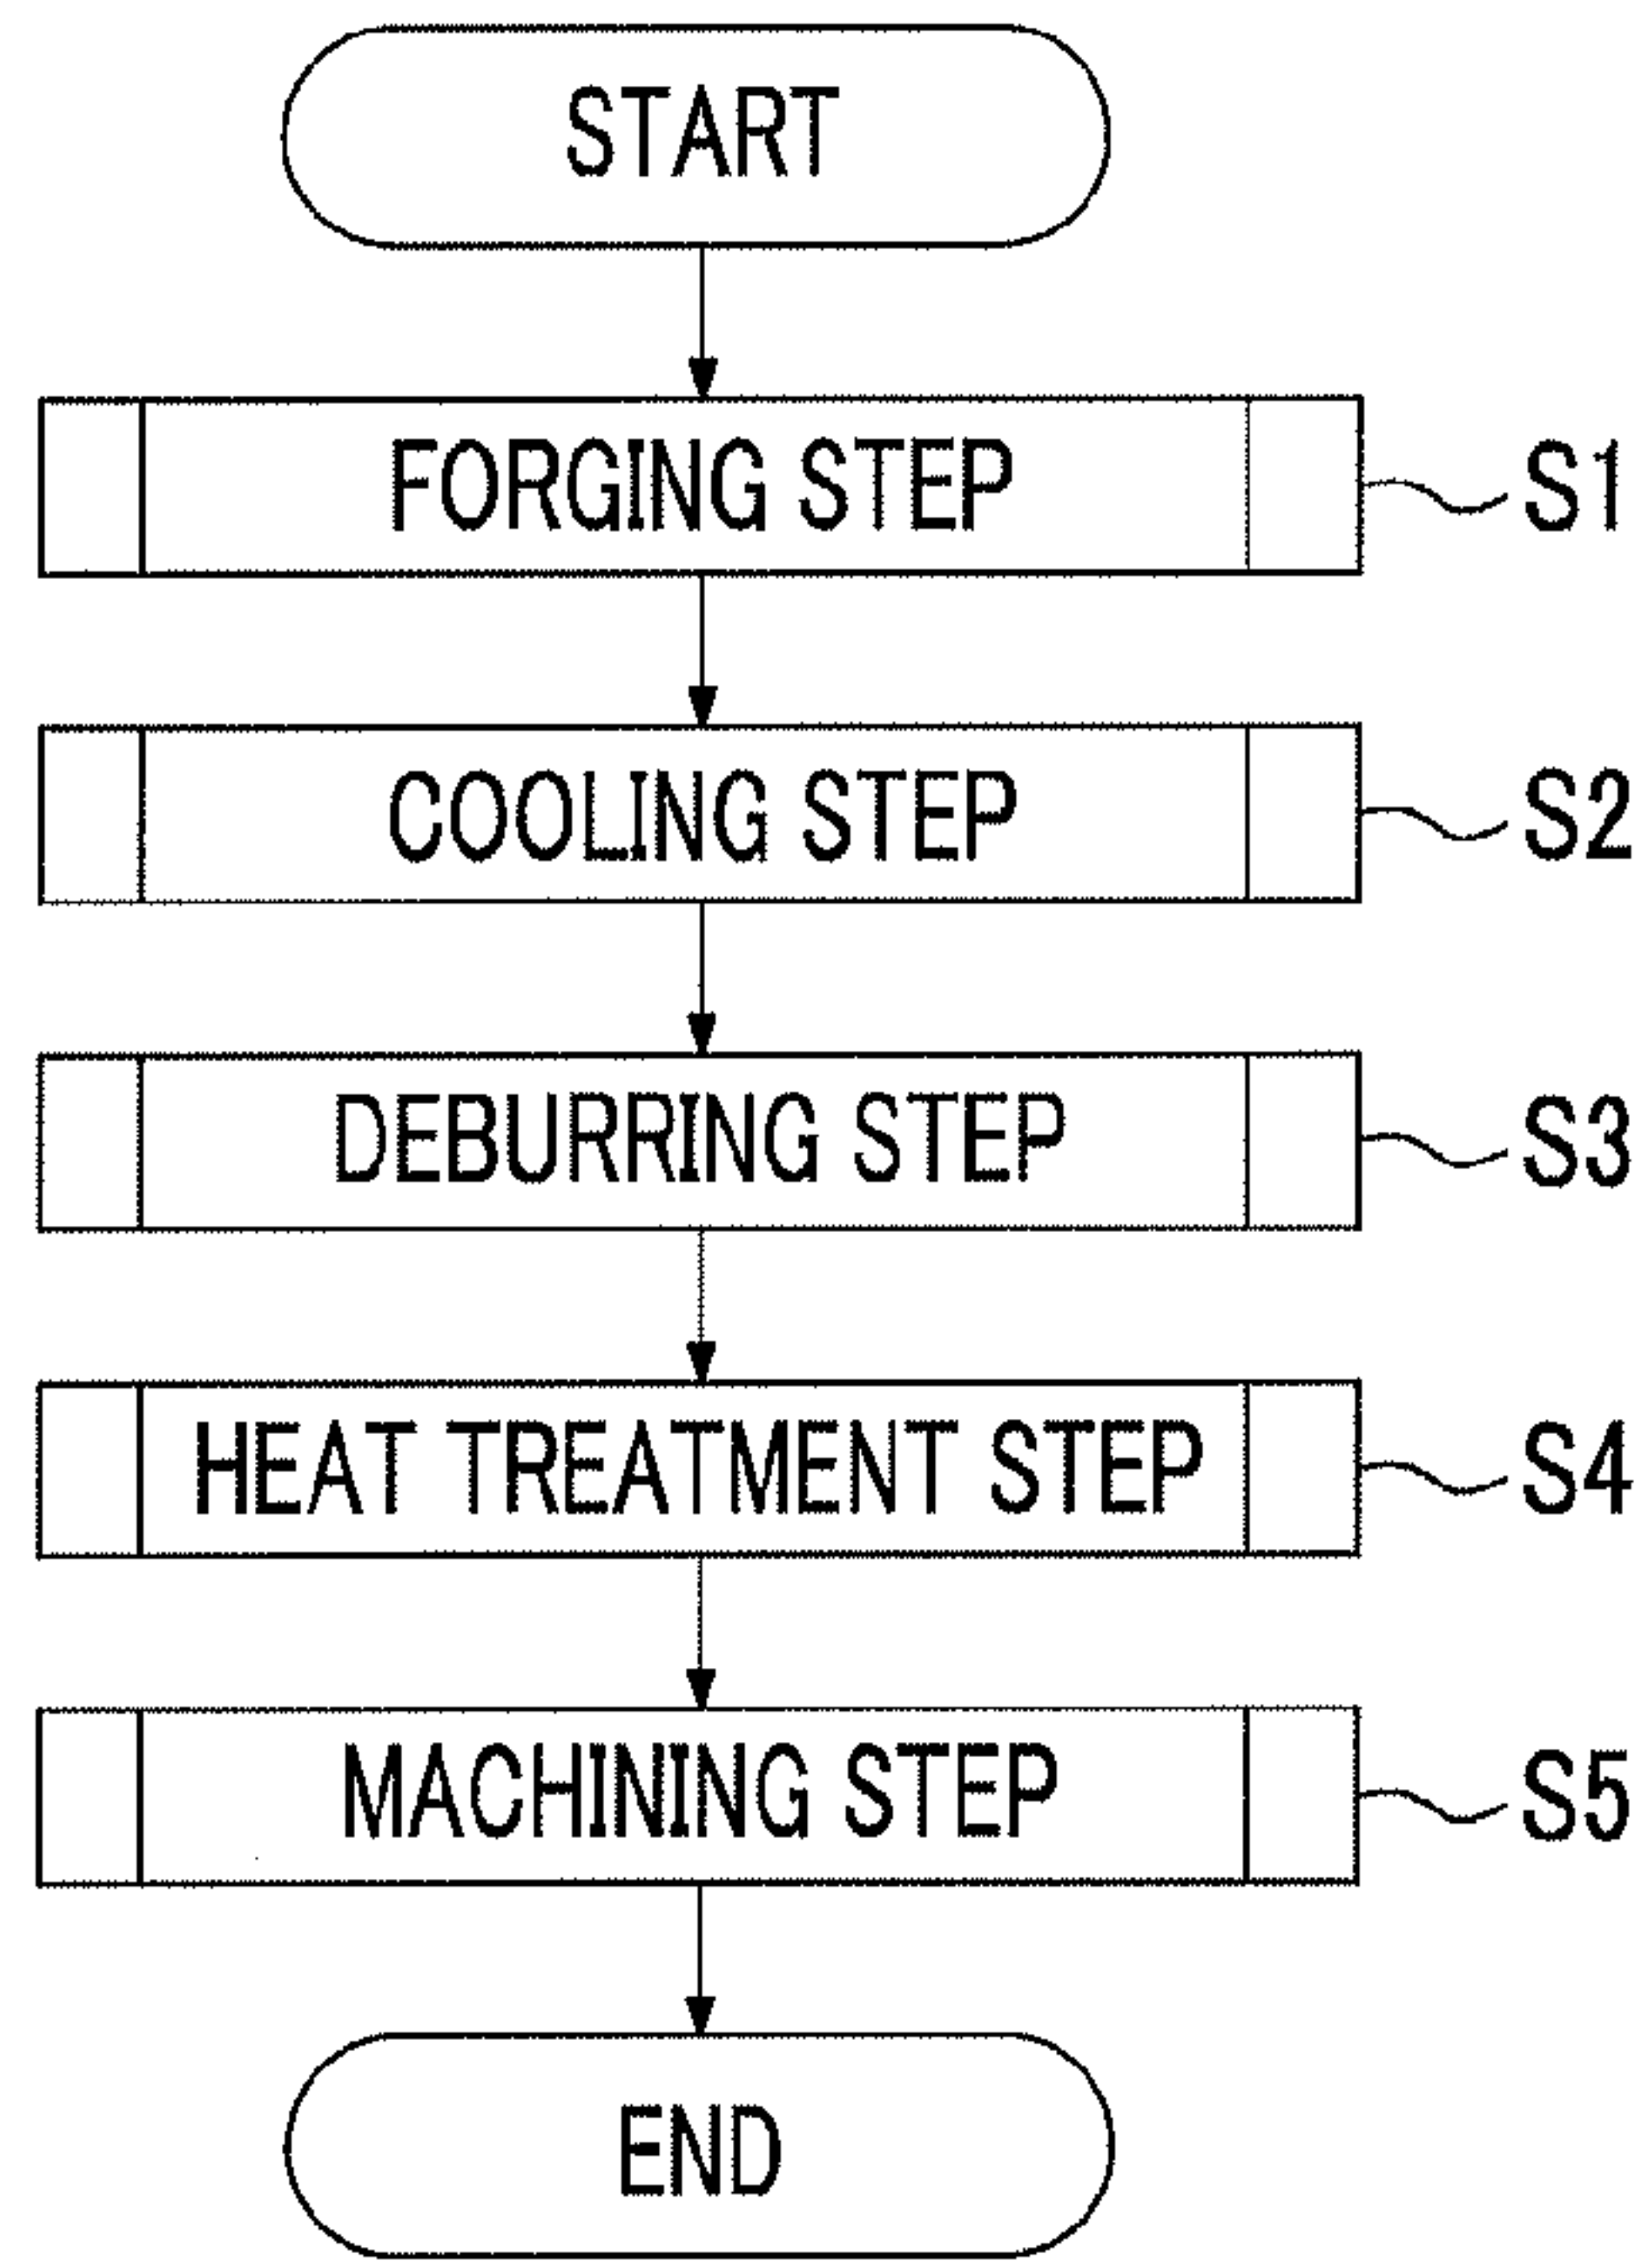 START
FORGING STEP S1
COOLING STEP S2
DEBURRING STEP S3
HEAT TREATMENT STEP S4
MACHINING STEP S5
END